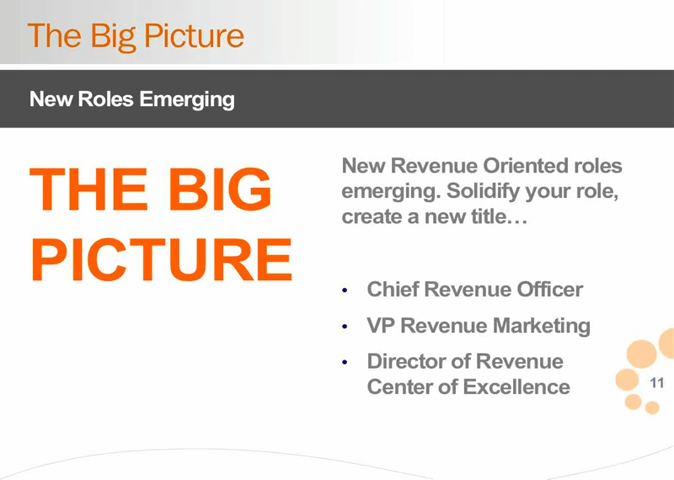 The Big Picture
New Roles Emerging
THE BIG
PICTURE
New Revenue Oriented roles
emerging. Solidify your role,
create a new title…
• Chief Revenue Officer
• VP Revenue Marketing
• Director of Revenue
Center of Excellence
11